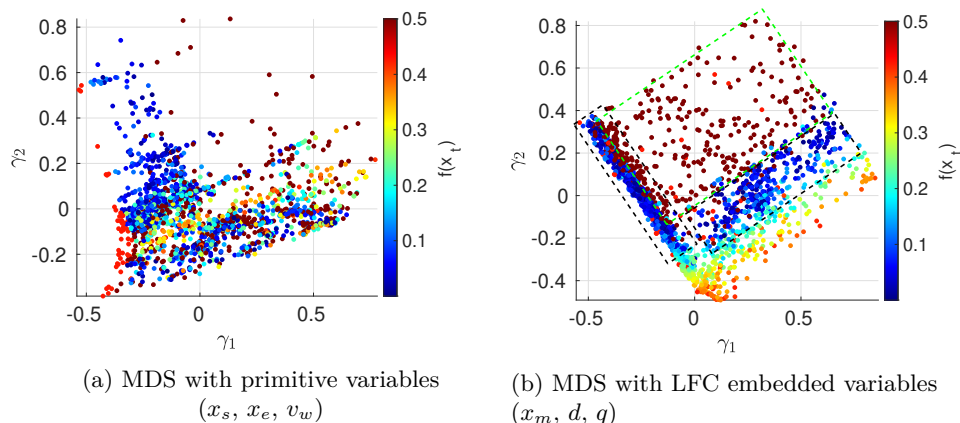 0.8
0.6
0.4
0.2
0
-0.2
-0.5
0
0.5
γ2
γ1
0.5
0.4
0.3
0.2
0.1
f(x_t)
0.8
0.6
0.4
0.2
0
-0.2
-0.4
-0.5
0
0.5
γ2
γ1
0.5
0.4
0.3
0.2
0.1
f(x_t)
(a) MDS with primitive variables
(x_s, x_e, v_w)
(b) MDS with LFC embedded variables
(x_m, d, q)